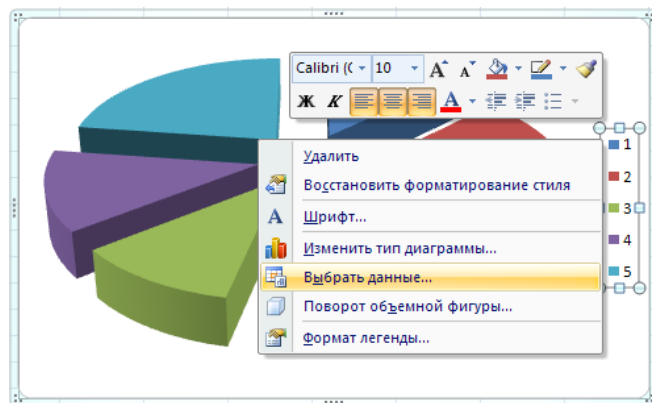 Calibri (С 10 А А
Ж К А
Удалить
Восстановить форматирование стиля
А Шрифт...
Изменить тип диаграммы...
Выбрать данные...
Поворот объемной фигуры...
Формат легенды...
1
2
3
4
5